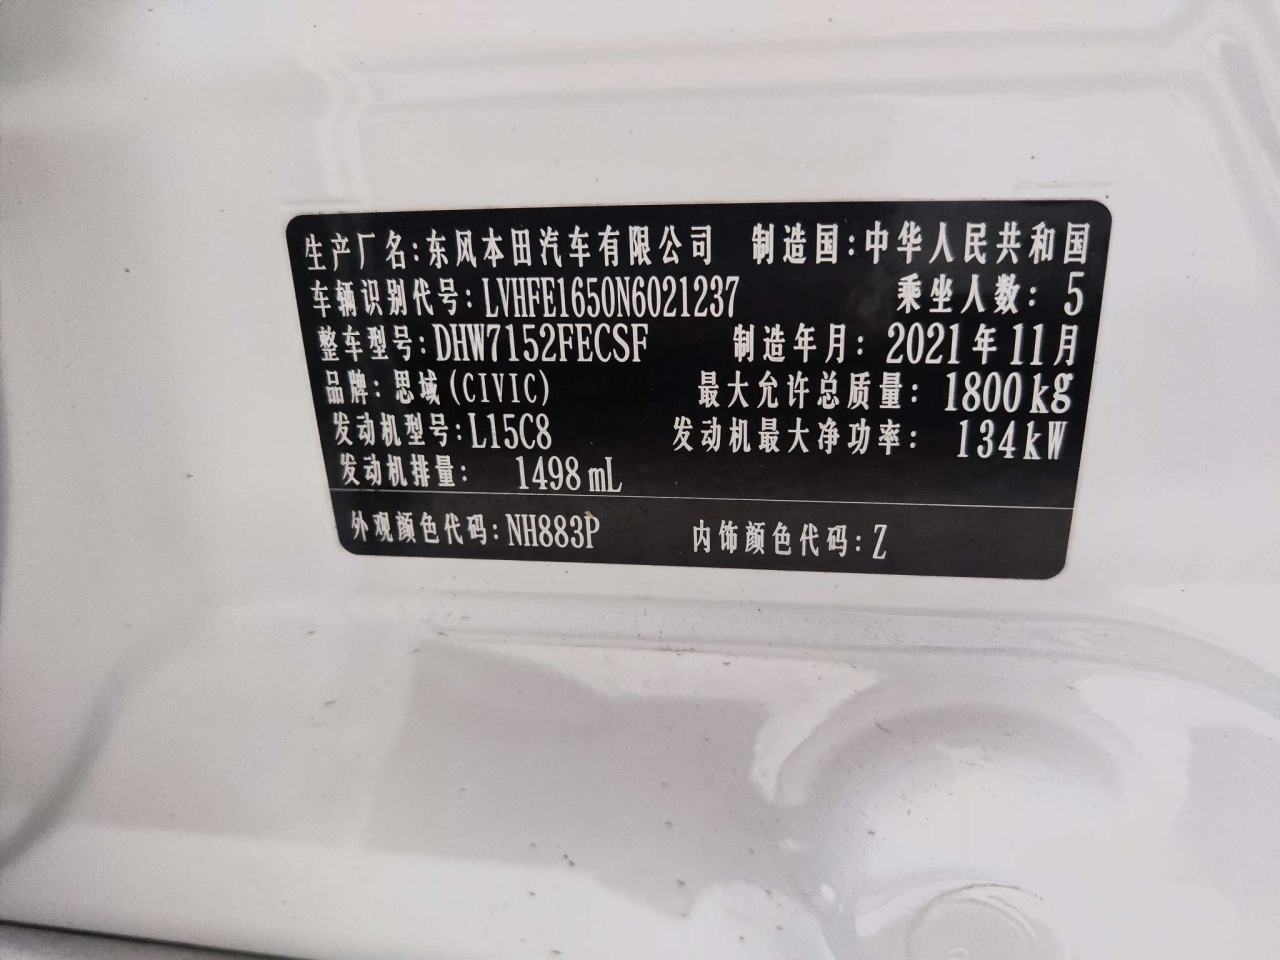 生产厂名:东风本田汽车有限公司 制造国:中华人民共和国
车辆识别代号:LVHFE1650N6021237 乘坐人数:5
整车型号:DHW7152FECSF 制造年月:2021年11月
品牌:思域(CIVIC) 最大允许总质量:1800kg
发动机型号:L15C8 发动机最大净功率:134kW
发动机排量: 1498mL
外观颜色代码:NH883P 内饰颜色代码:Z